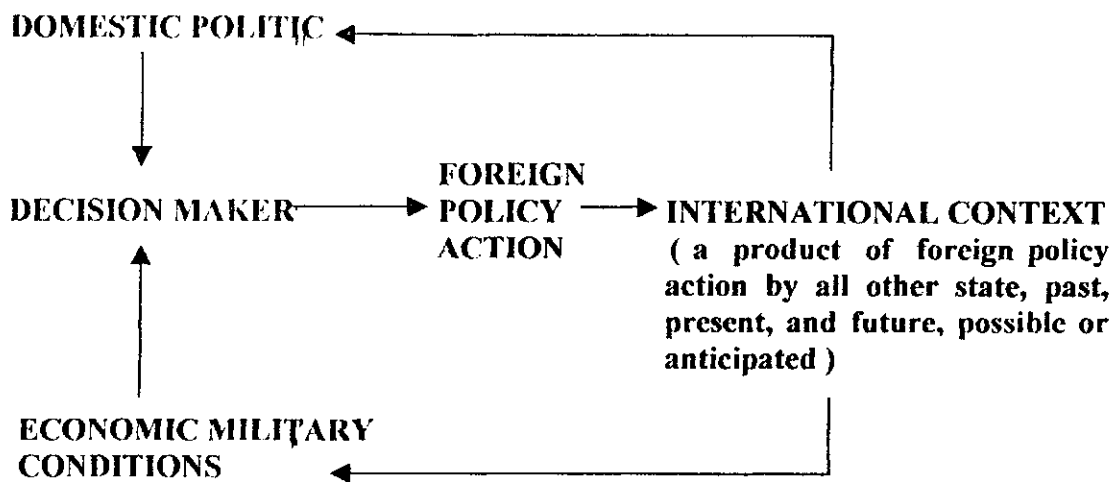 DOMESTIC POLITIC
DECISION MAKER
FOREIGN
POLICY
ACTION
INTERNATIONAL CONTEXT
( a product of foreign policy
action by all other state, past,
present, and future, possible or
anticipated )
ECONOMIC MILITARY
CONDITIONS